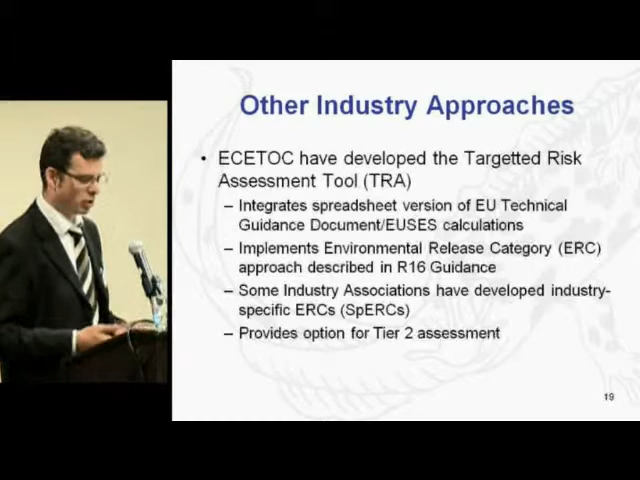 Other Industry Approaches
• ECETOC have developed the Targetted Risk
Assessment Tool (TRA)
– Integrates spreadsheet version of EU Technical
Guidance Document/EUSES calculations
– Implements Environmental Release Category (ERC)
approach described in R16 Guidance
– Some Industry Associations have developed industry-
specific ERCs (SpERCs)
– Provides option for Tier 2 assessment
19